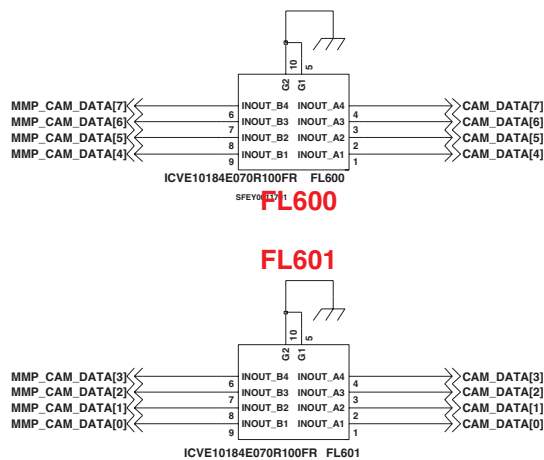 10 5
G2 G1
MMP_CAM_DATA[7] INOUT_B4 INOUT_A4 CAM_DATA[7]
6 4
MMP_CAM_DATA[6] INOUT_B3 INOUT_A3 CAM_DATA[6]
7 3
MMP_CAM_DATA[5] INOUT_B2 INOUT_A2 CAM_DATA[5]
8 2
MMP_CAM_DATA[4] INOUT_B1 INOUT_A1 CAM_DATA[4]
9 1
ICVE10184E070R100FR FL600
FL600
FL601
10 5
G2 G1
MMP_CAM_DATA[3] INOUT_B4 INOUT_A4 CAM_DATA[3]
6 4
MMP_CAM_DATA[2] INOUT_B3 INOUT_A3 CAM_DATA[2]
7 3
MMP_CAM_DATA[1] INOUT_B2 INOUT_A2 CAM_DATA[1]
8 2
MMP_CAM_DATA[0] INOUT_B1 INOUT_A1 CAM_DATA[0]
9 1
ICVE10184E070R100FR FL601